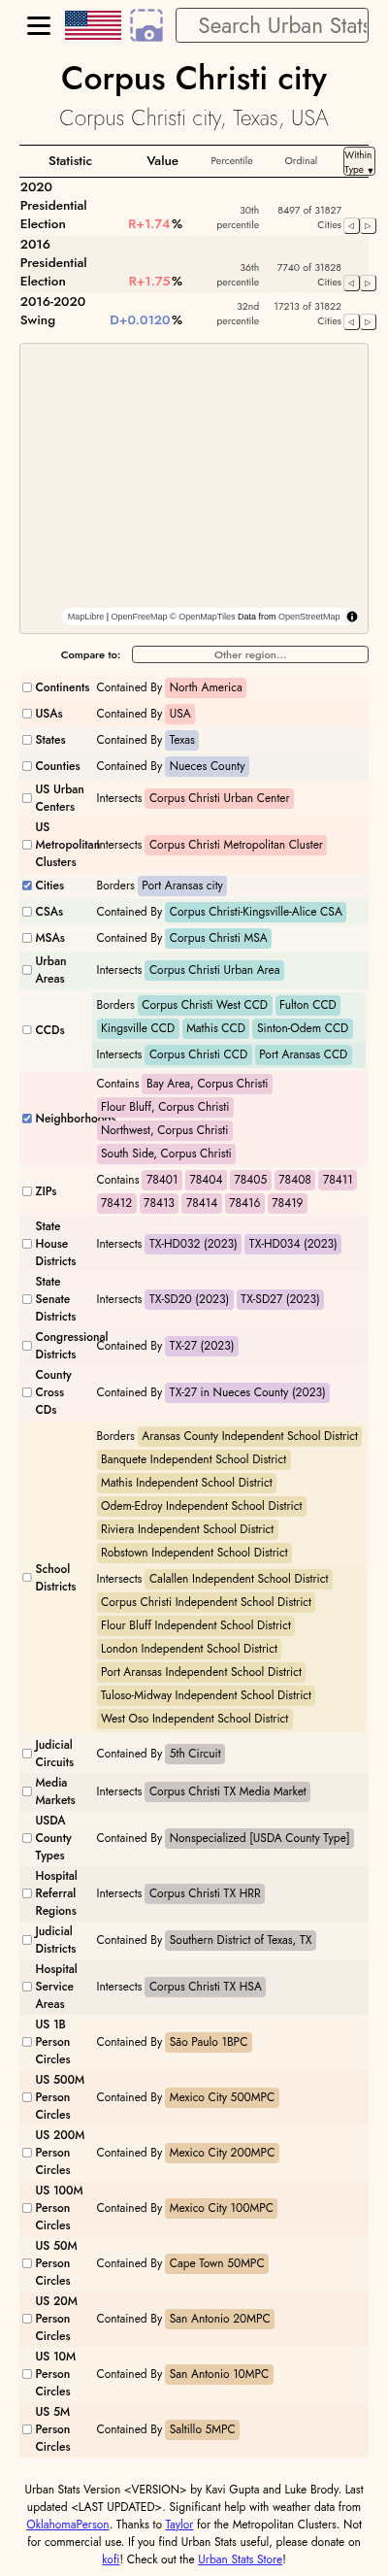 Search Urban Stats
Corpus Christi city
Corpus Christi city, Texas, USA
Statistic Value Percentile Ordinal Within Type ▼
2020 Presidential Election R+1.74% 30th percentile 8497 of 31827 Cities ◁ ▷
2016 Presidential Election R+1.75% 36th percentile 7740 of 31828 Cities ◁ ▷
2016-2020 Swing D+0.0120% 32nd percentile 17213 of 31822 Cities ◁ ▷
MapLibre | OpenFreeMap © OpenMapTiles Data from OpenStreetMap
Compare to: Other region...
Continents Contained By North America
USAs Contained By USA
States Contained By Texas
Counties Contained By Nueces County
US Urban Centers Intersects Corpus Christi Urban Center
US Metropolitan Clusters Intersects Corpus Christi Metropolitan Cluster
Cities Borders Port Aransas city
CSAs Contained By Corpus Christi-Kingsville-Alice CSA
MSAs Contained By Corpus Christi MSA
Urban Areas Intersects Corpus Christi Urban Area
CCDs Borders Corpus Christi West CCD Fulton CCD
Kingsville CCD Mathis CCD Sinton-Odem CCD
Intersects Corpus Christi CCD Port Aransas CCD
Neighborhoods Contains Bay Area, Corpus Christi
Flour Bluff, Corpus Christi
Northwest, Corpus Christi
South Side, Corpus Christi
ZIPs Contains 78401 78404 78405 78408 78411
78412 78413 78414 78416 78419
State House Districts Intersects TX-HD032 (2023) TX-HD034 (2023)
State Senate Districts Intersects TX-SD20 (2023) TX-SD27 (2023)
Congressional Districts Contained By TX-27 (2023)
County Cross CDs Contained By TX-27 in Nueces County (2023)
School Districts Borders Aransas County Independent School District
Banquete Independent School District
Mathis Independent School District
Odem-Edroy Independent School District
Riviera Independent School District
Robstown Independent School District
Intersects Calallen Independent School District
Corpus Christi Independent School District
Flour Bluff Independent School District
London Independent School District
Port Aransas Independent School District
Tuloso-Midway Independent School District
West Oso Independent School District
Judicial Circuits Contained By 5th Circuit
Media Markets Intersects Corpus Christi TX Media Market
USDA County Types Contained By Nonspecialized [USDA County Type]
Hospital Referral Regions Intersects Corpus Christi TX HRR
Judicial Districts Contained By Southern District of Texas, TX
Hospital Service Areas Intersects Corpus Christi TX HSA
US 1B Person Circles Contained By São Paulo 1BPC
US 500M Person Circles Contained By Mexico City 500MPC
US 200M Person Circles Contained By Mexico City 200MPC
US 100M Person Circles Contained By Mexico City 100MPC
US 50M Person Circles Contained By Cape Town 50MPC
US 20M Person Circles Contained By San Antonio 20MPC
US 10M Person Circles Contained By San Antonio 10MPC
US 5M Person Circles Contained By Saltillo 5MPC
Urban Stats Version <VERSION> by Kavi Gupta and Luke Brody. Last
updated <LAST UPDATED>. Significant help with weather data from
OklahomaPerson. Thanks to Taylor for the Metropolitan Clusters. Not
for commercial use. If you find Urban Stats useful, please donate on
kofi! Check out the Urban Stats Store!